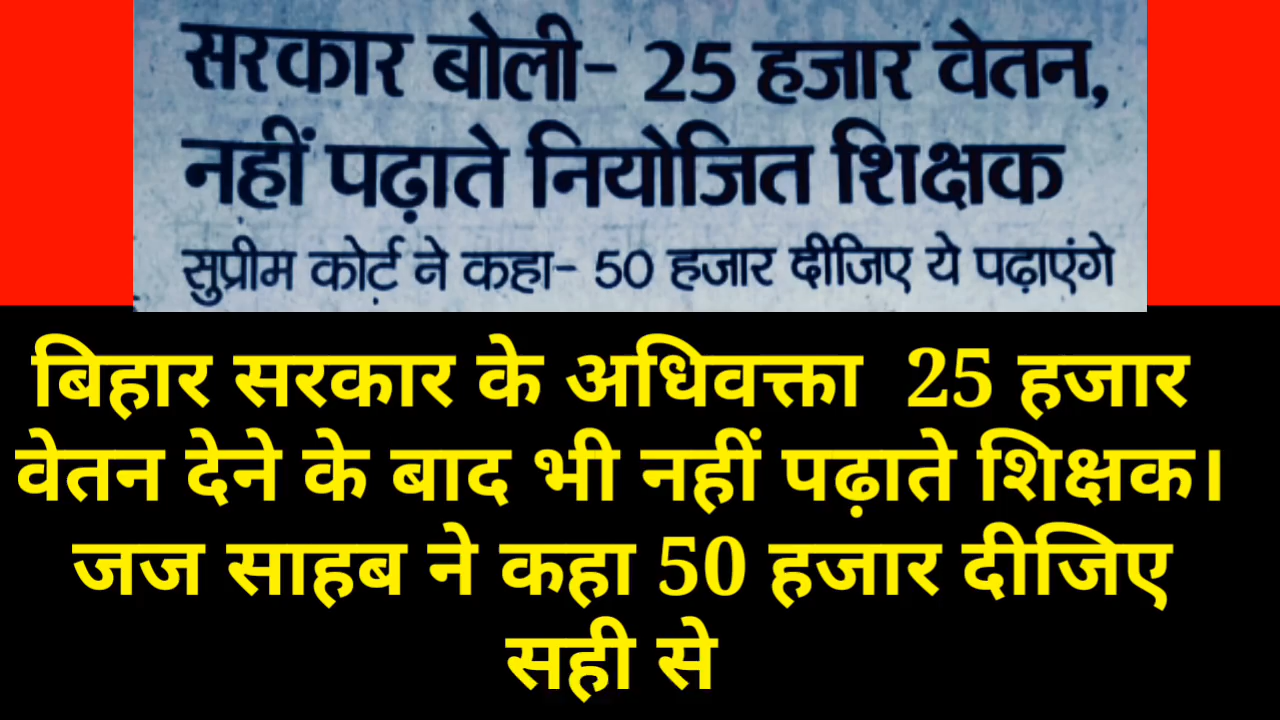 सरकार बोली- 25 हजार वेतन,
नहीं पढ़ाते नियोजित शिक्षक
सुप्रीम कोर्ट ने कहा- 50 हजार दीजिए ये पढ़ाएंगे
बिहार सरकार के अधिवक्ता 25 हजार
वेतन देने के बाद भी नहीं पढ़ाते शिक्षक।
जज साहब ने कहा 50 हजार दीजिए
सही से